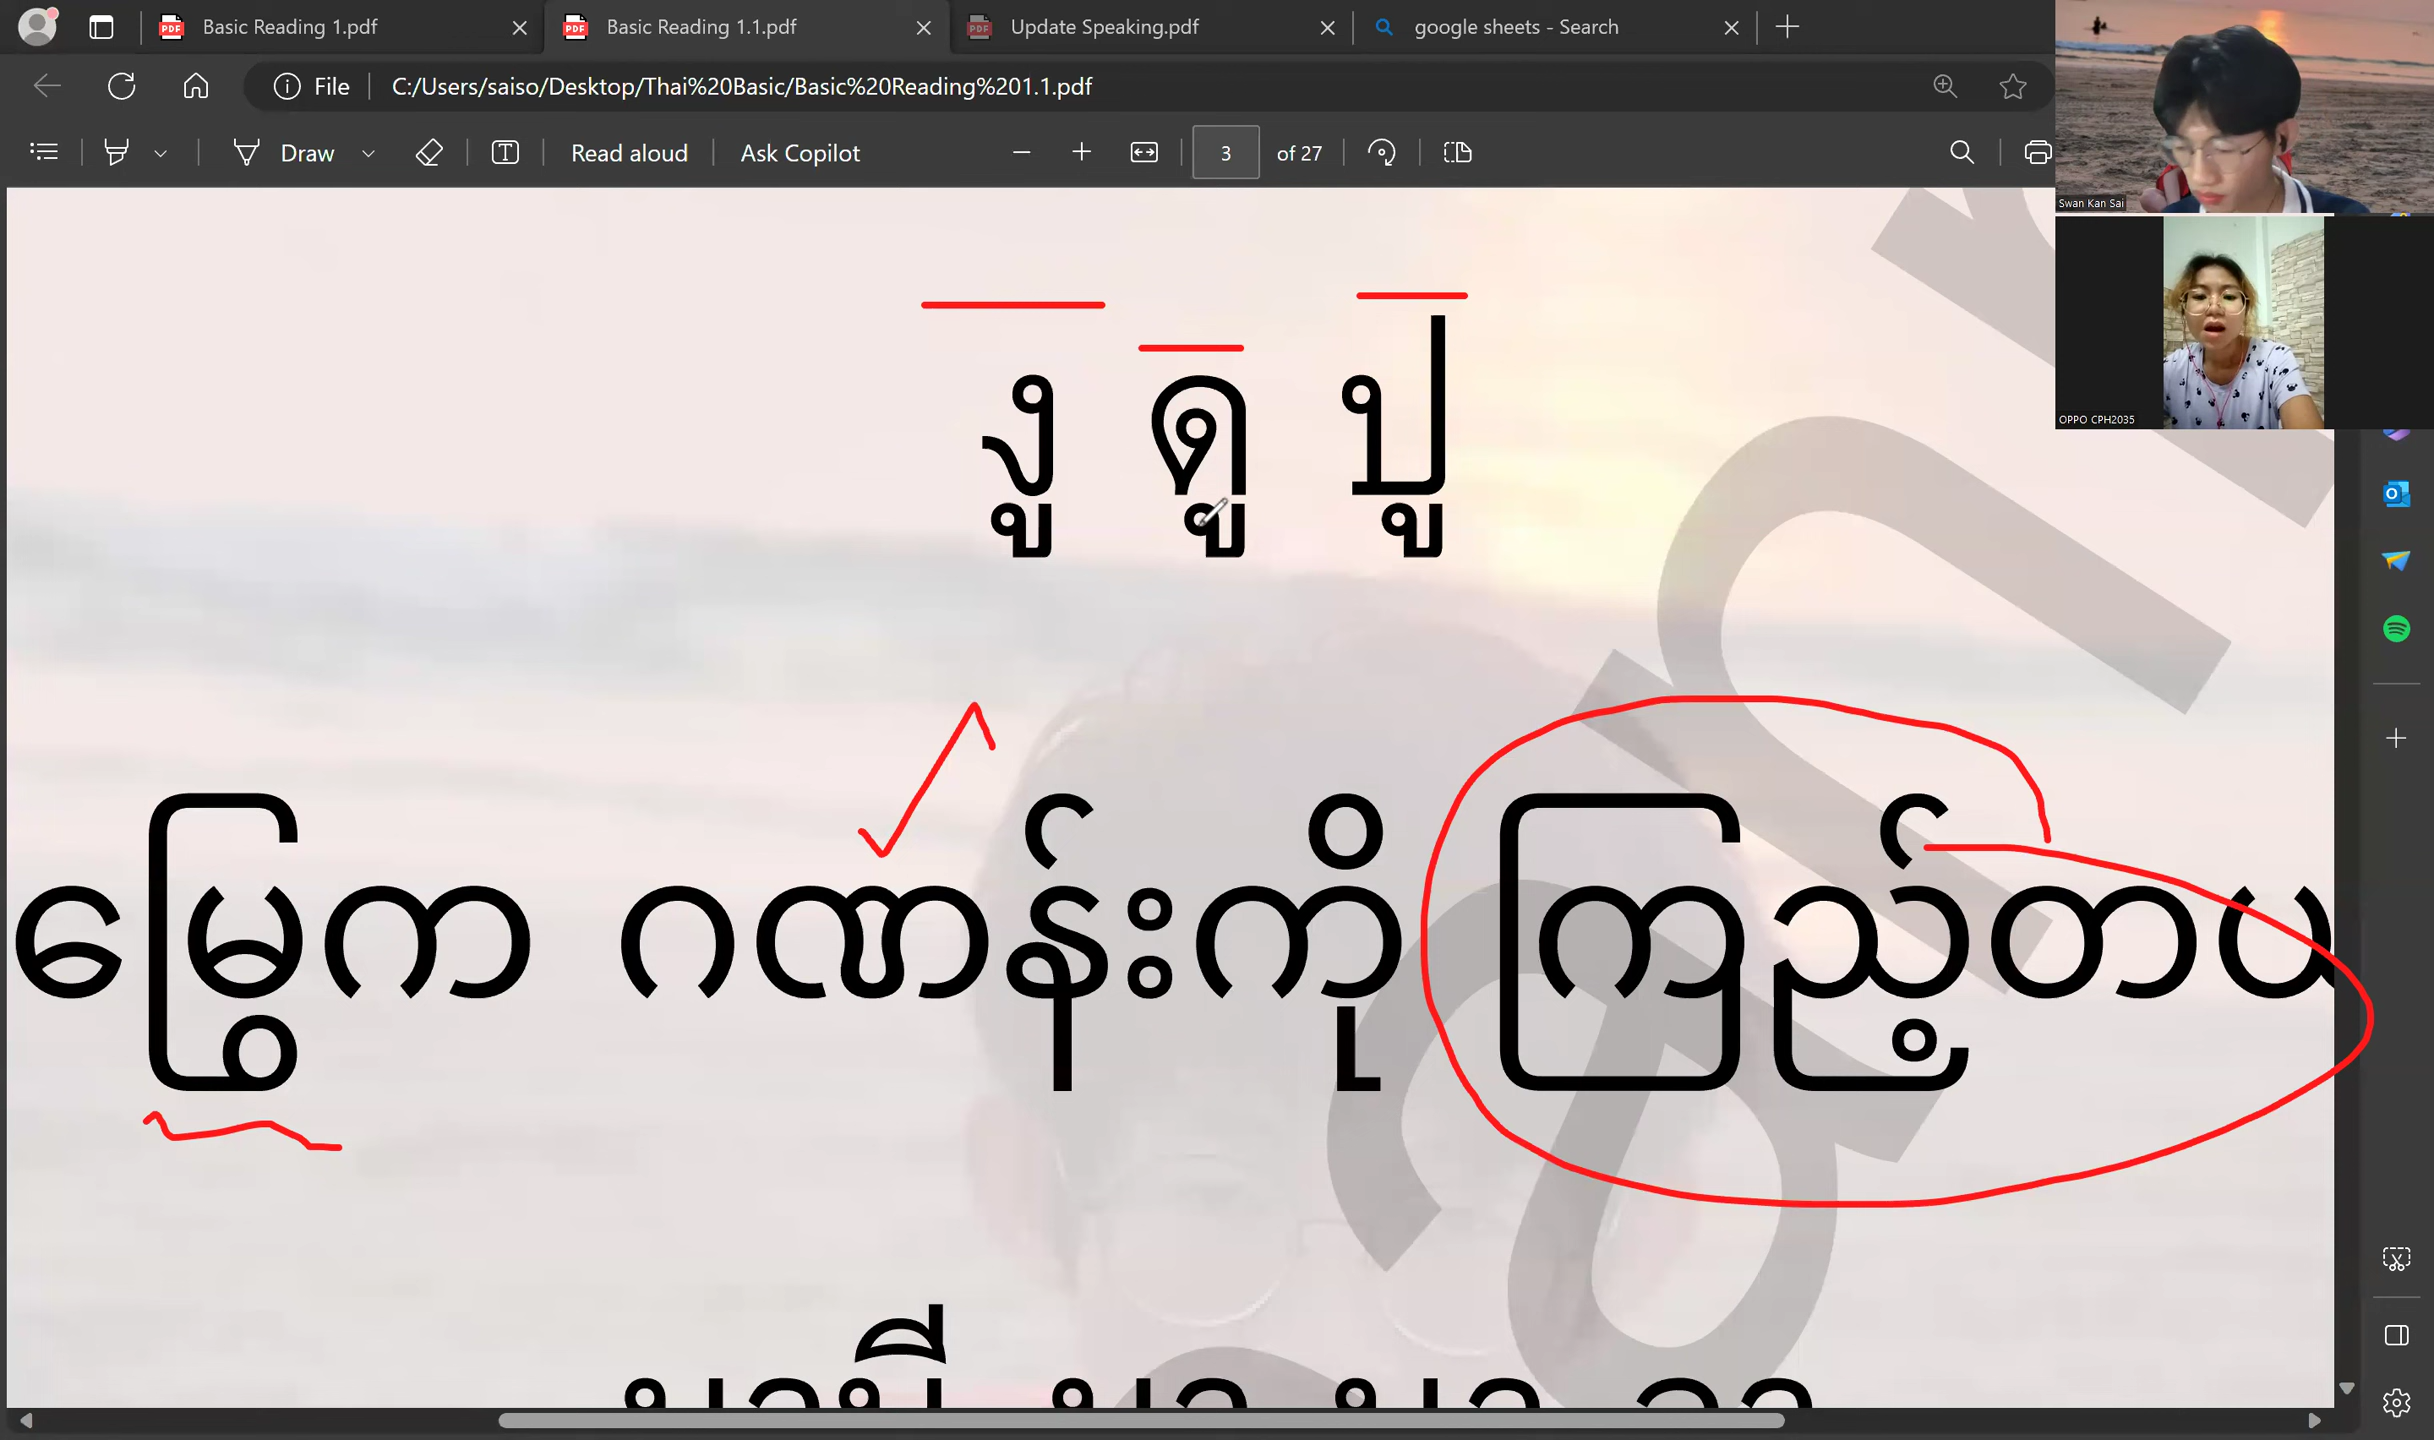 Basic Reading 1.pdf
Basic Reading 1.1.pdf
Update Speaking.pdf
google sheets - Search
File
C:/Users/saiso/Desktop/Thai%20Basic/Basic%20Reading%201.1.pdf
Draw
Read aloud
Ask Copilot
3 of 27
Swan Kan Sai
OPPO CPH2035
งู ดู ปู
မြွေက ဂဏန်းကို ကြည့်တယ